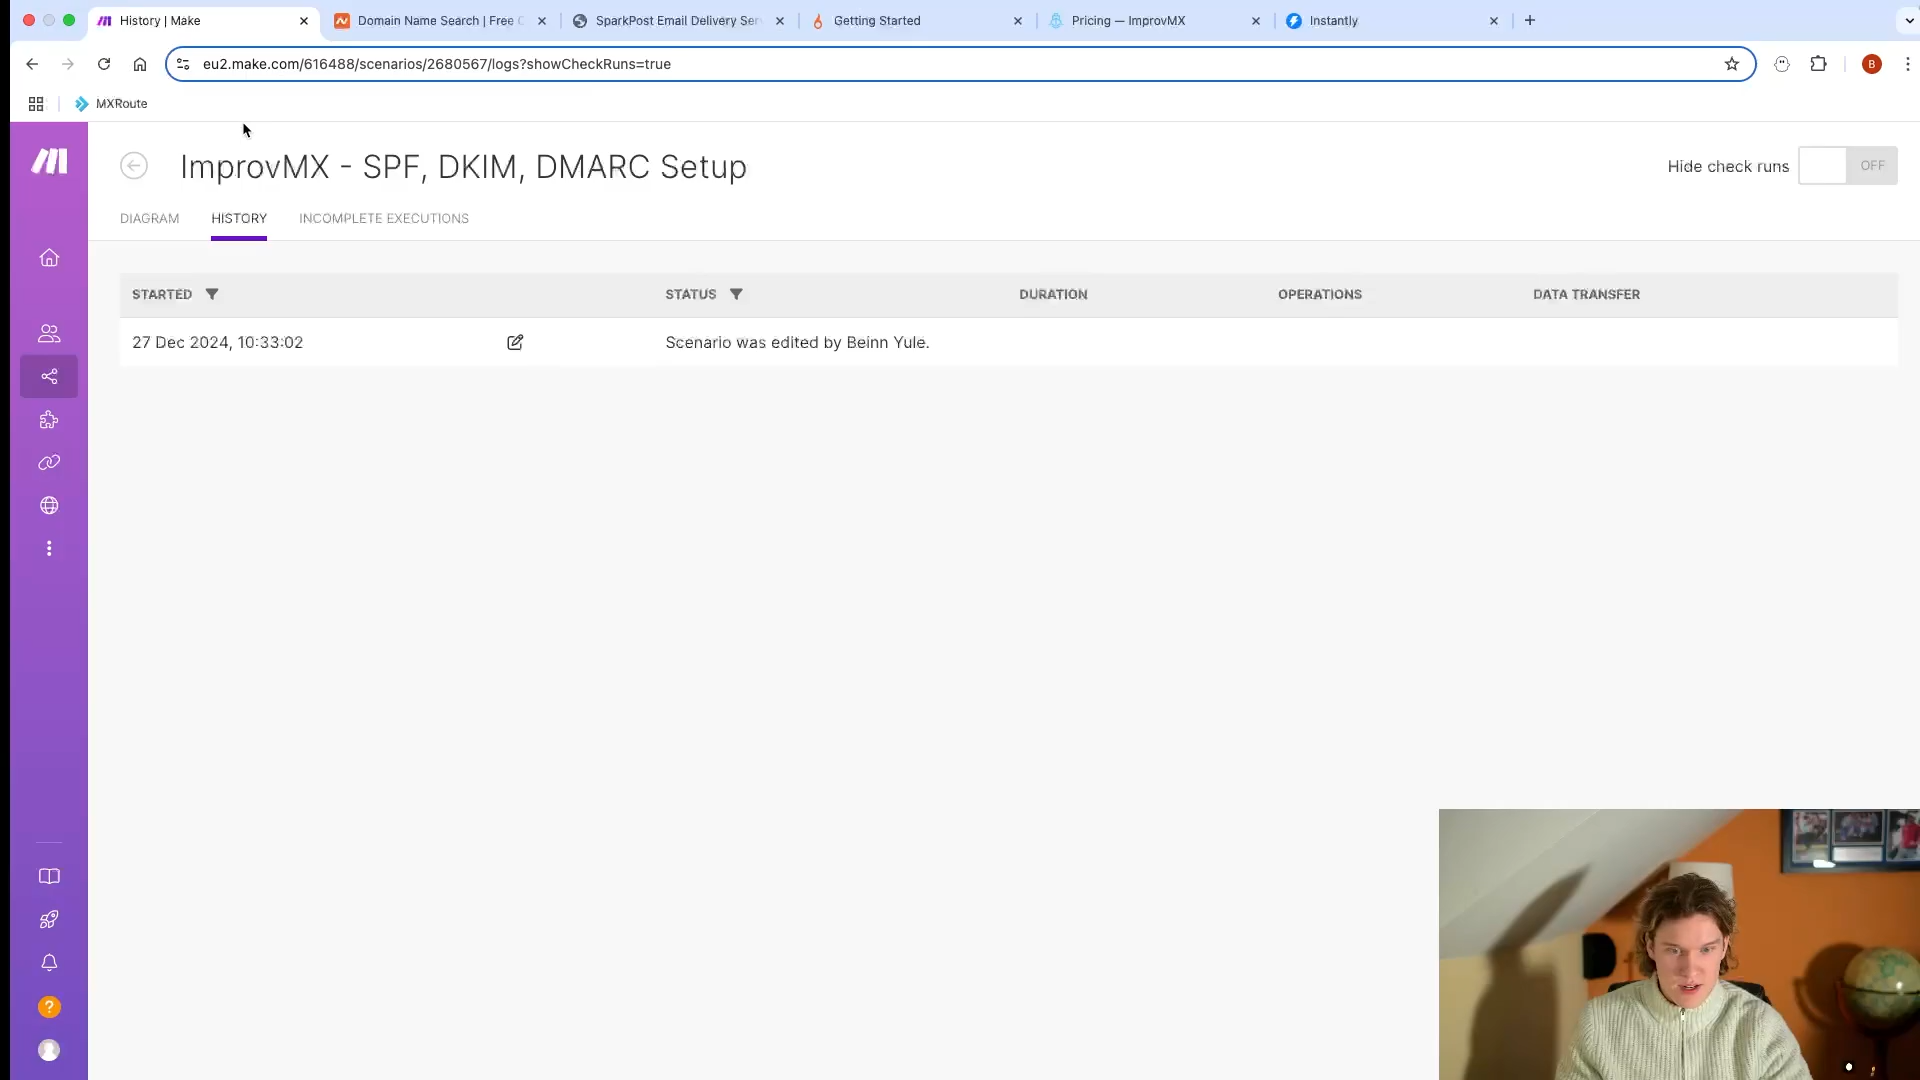 History | Make
Domain Name Search | Free
SparkPost Email Delivery Ser
Getting Started
Pricing — ImprovMX
Instantly
eu2.make.com/616488/scenarios/2680567/logs?showCheckRuns=true
B
MXRoute
ImprovMX - SPF, DKIM, DMARC Setup
Hide check runs
OFF
DIAGRAM
HISTORY
INCOMPLETE EXECUTIONS
STARTED
STATUS
DURATION
OPERATIONS
DATA TRANSFER
27 Dec 2024, 10:33:02
Scenario was edited by Beinn Yule.
?